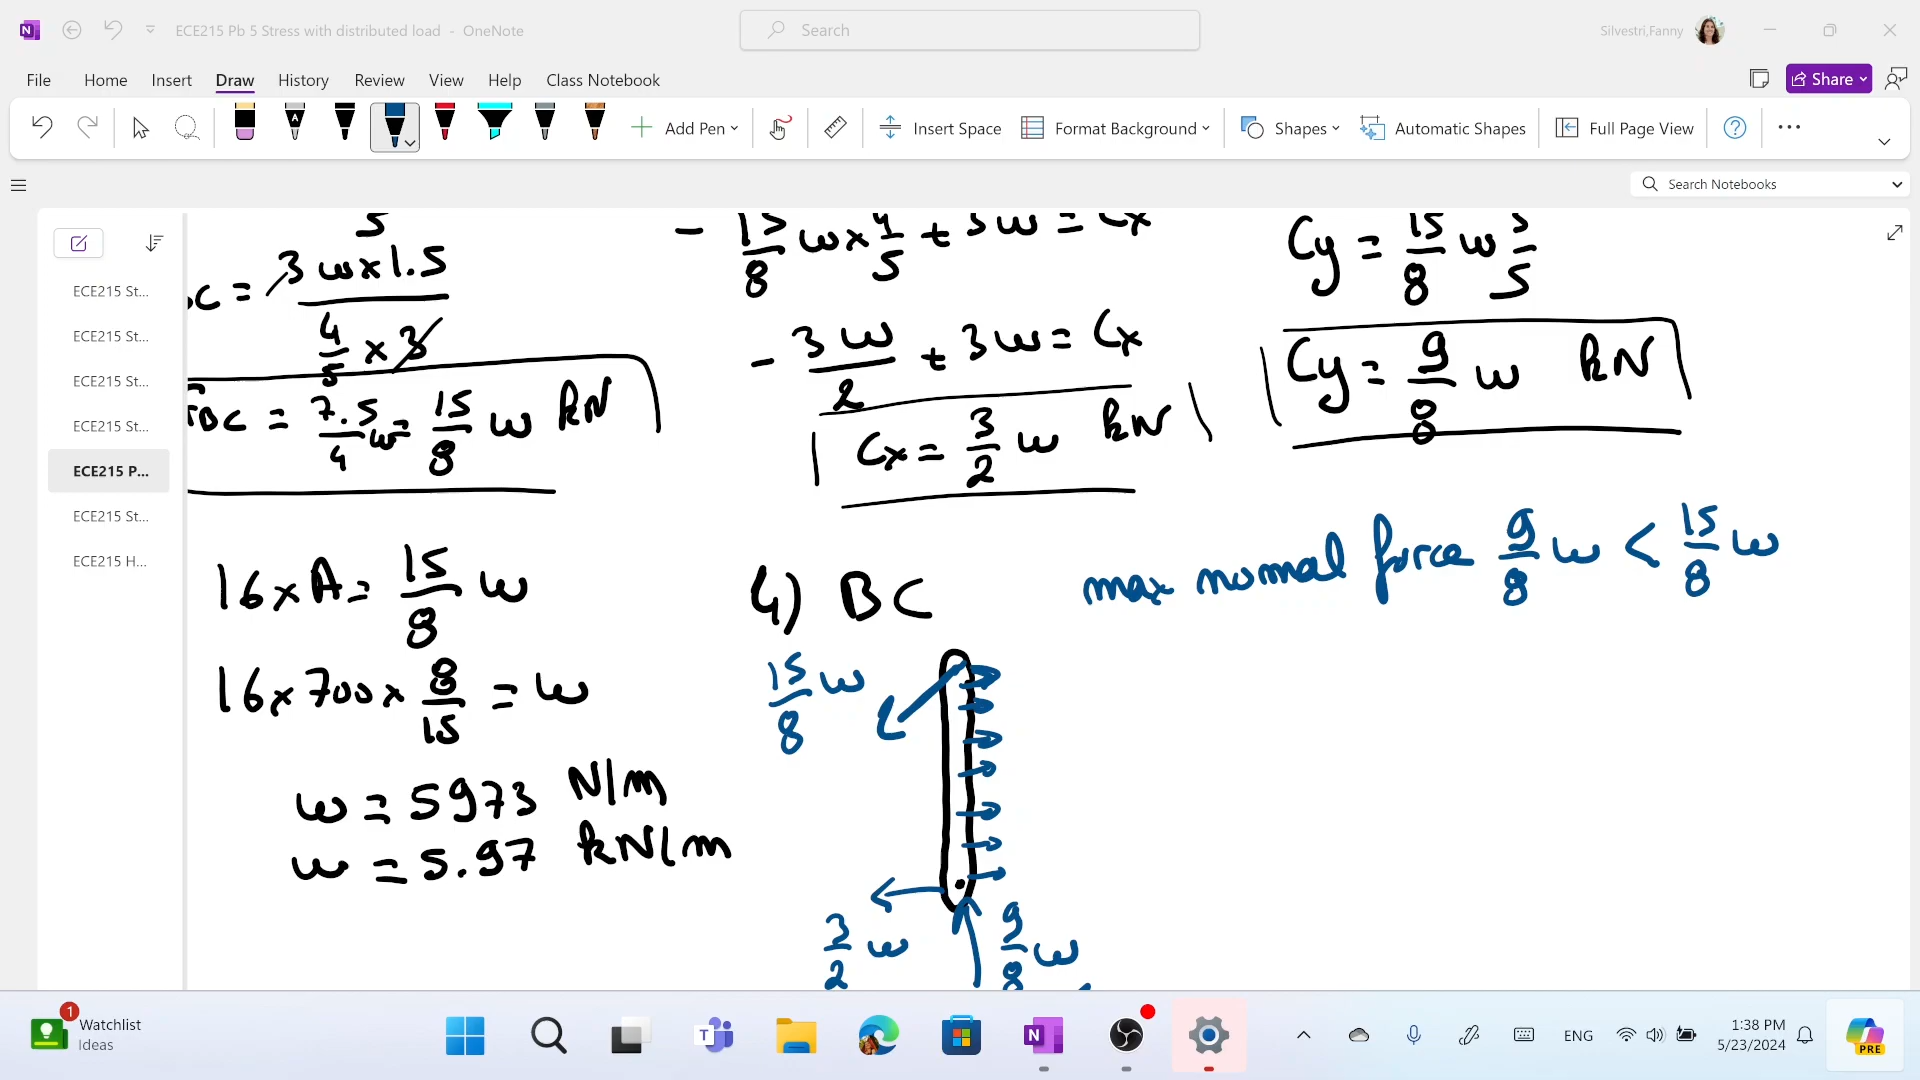 ECE215 Pb 5 Stress with distributed load - OneNote
Search
Silvestri,Fanny
File Home Insert Draw History Review View Help Class Notebook
Share
Add Pen
Insert Space
Format Background
Shapes
Automatic Shapes
Full Page View
Search Notebooks
ECE215 St...
ECE215 St...
ECE215 St...
ECE215 St...
ECE215 P...
ECE215 St...
ECE215 H...
C = 3 w x 1.5 / 4/5 x 3
BC = 7.5/4 w = 15/8 w kN
- 15/8 w x 4/5 + 3w = Cx
- 3w/2 + 3w = Cx
Cx = 3/2 w kN
Cy = 15/8 w 3/5
Cy = 9/8 w kN
16 x A = 15/8 w
16 x 700 x 8/15 = w
w = 5973 N/m
w = 5.97 kN/m
4) BC
max normal force 9/8 w < 15/8 w
15/8 w
3/2 w
9/8 w
1
Watchlist
Ideas
PRE
ENG
1:38 PM
5/23/2024